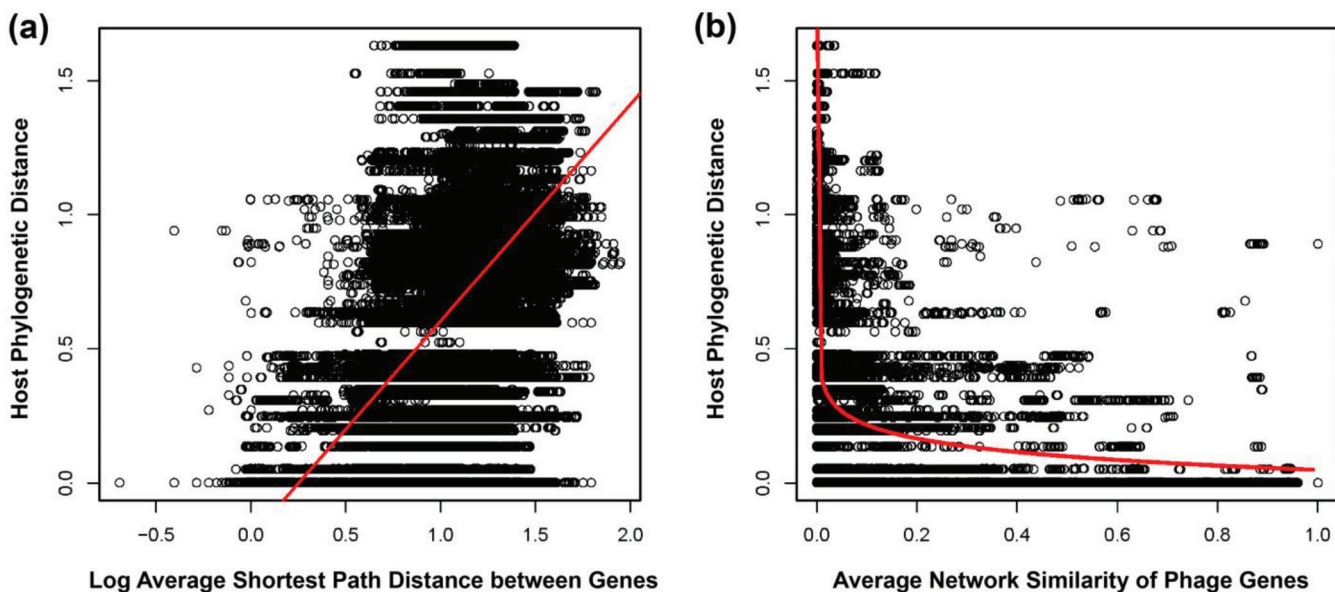 (a)
Host Phylogenetic Distance
1.5
1.0
0.5
0.0
−0.5 0.0 0.5 1.0 1.5 2.0
Log Average Shortest Path Distance between Genes
(b)
Host Phylogenetic Distance
1.5
1.0
0.5
0.0
0.0 0.2 0.4 0.6 0.8 1.0
Average Network Similarity of Phage Genes